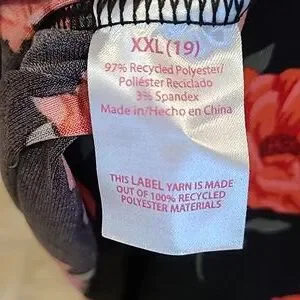 XXL(19)
97% Recycled Polyester/
Poliéster Reciclado
3% Spandex
Made in/Hecho en China
THIS LABEL YARN IS MADE
OUT OF 100% RECYCLED
POLYESTER MATERIALS